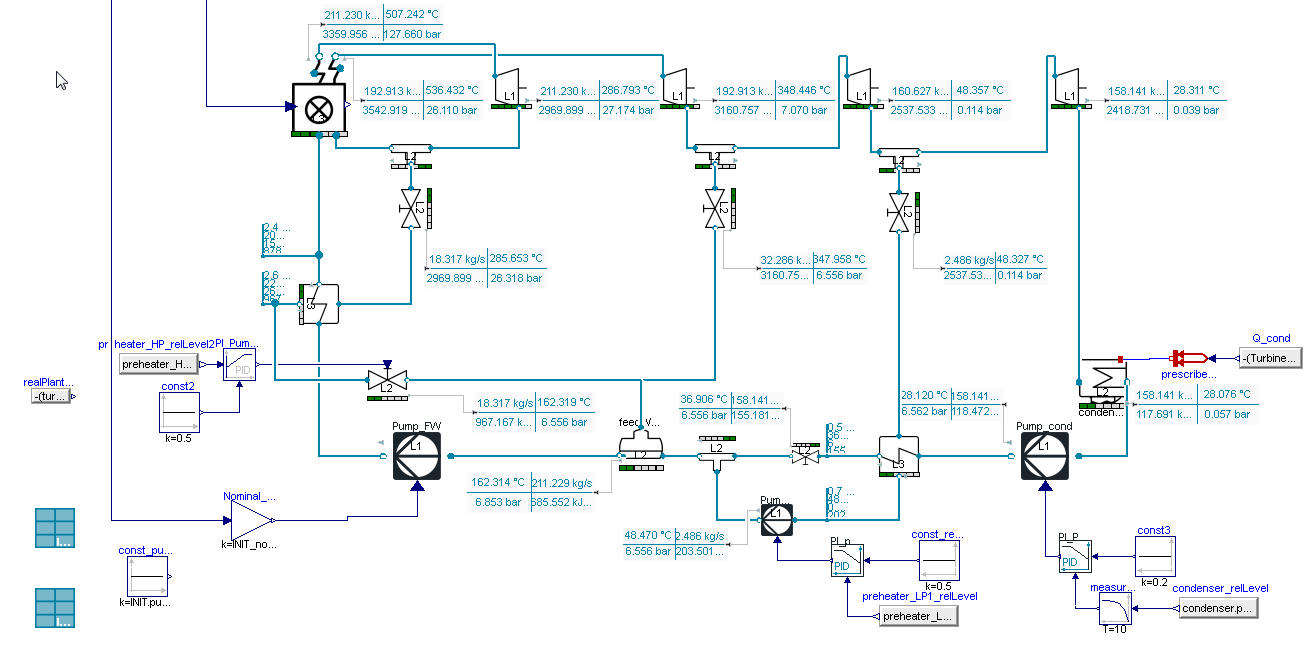 211.230 k... 507.242 °C
3359.956 ... 127.660 bar
192.913 k... 536.432 °C
3542.919 ... 26.110 bar
L3
L1
211.230 k... 286.793 °C
2969.899 ... 27.174 bar
L1
192.913 k... 348.446 °C
3160.757 ... 7.070 bar
L1
160.627 k... 48.357 °C
2537.533 ... 0.114 bar
L1
158.141 k... 28.311 °C
2418.731 ... 0.039 bar
L2
L2
L2
L2
L2
L2
2.4 ...
20...
15...
878
18.317 kg/s 285.653 °C
2969.899 ... 26.318 bar
32.286 k... 347.958 °C
3160.75... 6.556 bar
2.486 kg/s 48.327 °C
2537.53... 0.114 bar
2.6 ...
22...
26...
967
L3
pr heater_HP_relLevel2
PI_Pum...
preheater_H...
PID
const2
k=0.5
realPlant...
-(tur...
L2
18.317 kg/s 162.319 °C
967.167 k... 6.556 bar
Q_cond
-(Turbine...
prescribe...
L2
conden...
158.141 k... 28.076 °C
117.691 k... 0.057 bar
36.906 °C 158.141...
6.556 bar 155.181...
28.120 °C 158.141...
6.562 bar 118.472...
Pump_FW
L1
feed_W...
L2
L2
L2
0.5 ...
36...
6...
155
L3
Pump_cond
L1
162.314 °C 211.229 kg/s
6.853 bar 685.552 kJ...
Nominal_...
k=INIT_no...
Pum...
L1
0.7 ...
48...
0...
202
48.470 °C 2.486 kg/s
6.556 bar 203.501...
PI_p
PID
const_re...
k=0.5
PI_P
PID
const3
k=0.2
const_pu...
k=INIT.pu...
I...
I...
preheater_LP1_relLevel
preheater_L...
measur...
T=10
condenser_relLevel
condenser.p...